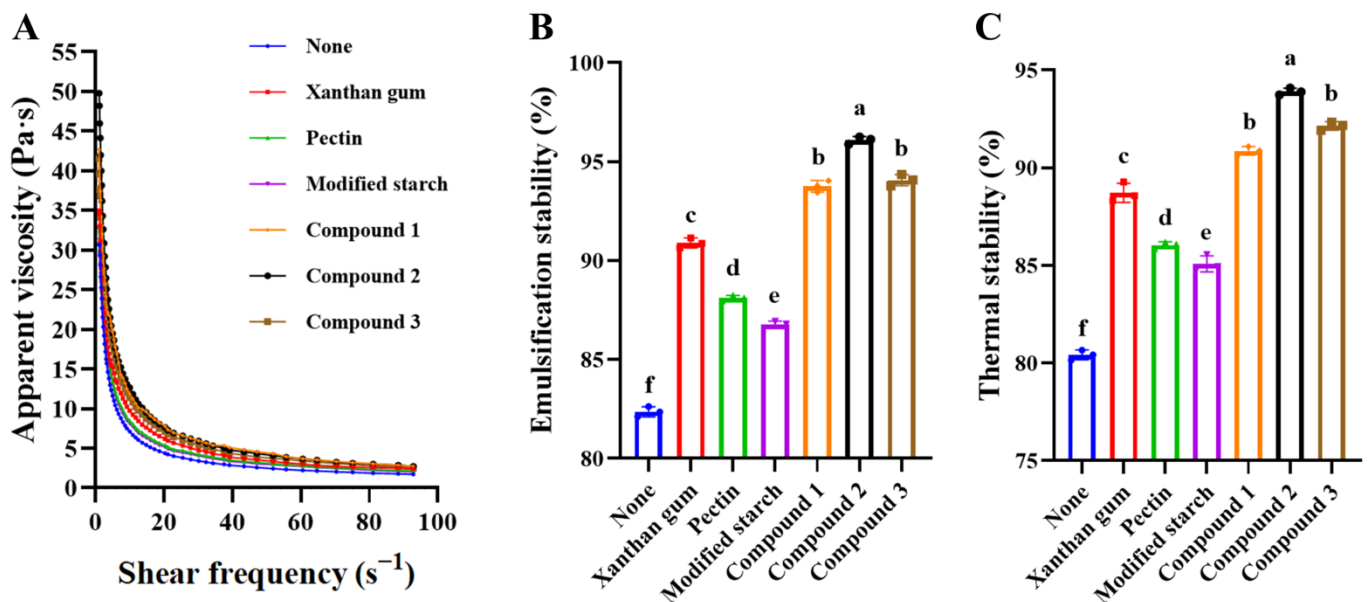 A
Apparent viscosity (Pa·s)
55
50
45
40
35
30
25
20
15
10
5
0
0 20 40 60 80 100
Shear frequency (s⁻¹)
None
Xanthan gum
Pectin
Modified starch
Compound 1
Compound 2
Compound 3
B
Emulsification stability (%)
100
95
90
85
80
f
c
d
e
b
a
b
None
Xanthan gum
Pectin
Modified starch
Compound 1
Compound 2
Compound 3
C
Thermal stability (%)
95
90
85
80
75
f
c
d
e
b
a
b
None
Xanthan gum
Pectin
Modified starch
Compound 1
Compound 2
Compound 3